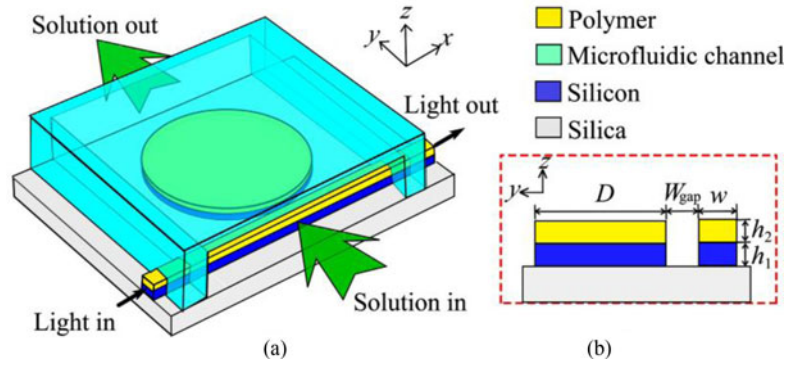 Solution out
z
y
x
Light out
Light in
Solution in
(a)
Polymer
Microfluidic channel
Silicon
Silica
z
y
D
Wgap
w
h2
h1
(b)